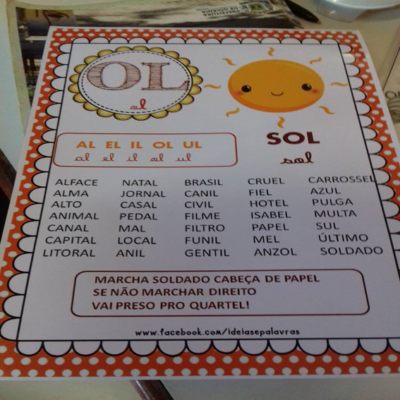 OL
ol
AL EL IL OL UL
al el il ol ul
SOL
sol
ALFACE NATAL BRASIL CRUEL CARROSSEL
ALMA JORNAL CANIL FIEL AZUL
ALTO CASAL CIVIL HOTEL PULGA
ANIMAL PEDAL FILME ISABEL MULTA
CANAL MAL FILTRO PAPEL SUL
CAPITAL LOCAL FUNIL MEL ÚLTIMO
LITORAL ANIL GENTIL ANZOL SOLDADO
MARCHA SOLDADO CABEÇA DE PAPEL
SE NÃO MARCHAR DIREITO
VAI PRESO PRO QUARTEL!
www.facebook.com/ideiasepalavras